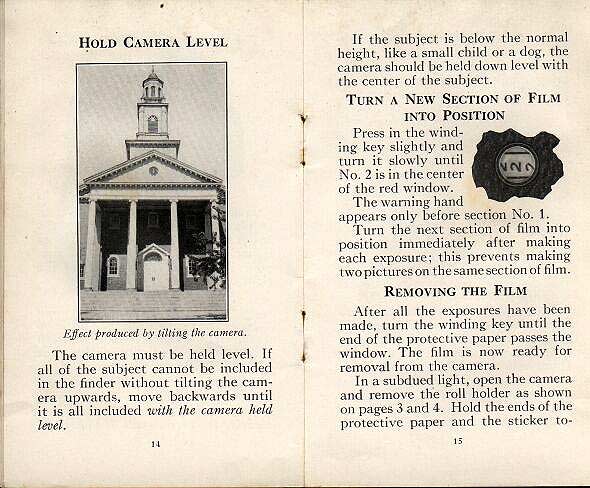 HOLD CAMERA LEVEL
Effect produced by tilting the camera.
The camera must be held level. If
all of the subject cannot be included
in the finder without tilting the cam-
era upwards, move backwards until
it is all included with the camera held
level.
14
If the subject is below the normal
height, like a small child or a dog, the
camera should be held down level with
the center of the subject.
TURN A NEW SECTION OF FILM
INTO POSITION
Press in the wind-
ing key slightly and
turn it slowly until
No. 2 is in the center
of the red window.
The warning hand
appears only before section No. 1.
Turn the next section of film into
position immediately after making
each exposure; this prevents making
two pictures on the same section of film.
REMOVING THE FILM
After all the exposures have been
made, turn the winding key until the
end of the protective paper passes the
window. The film is now ready for
removal from the camera.
In a subdued light, open the camera
and remove the roll holder as shown
on pages 3 and 4. Hold the ends of the
protective paper and the sticker to-
15